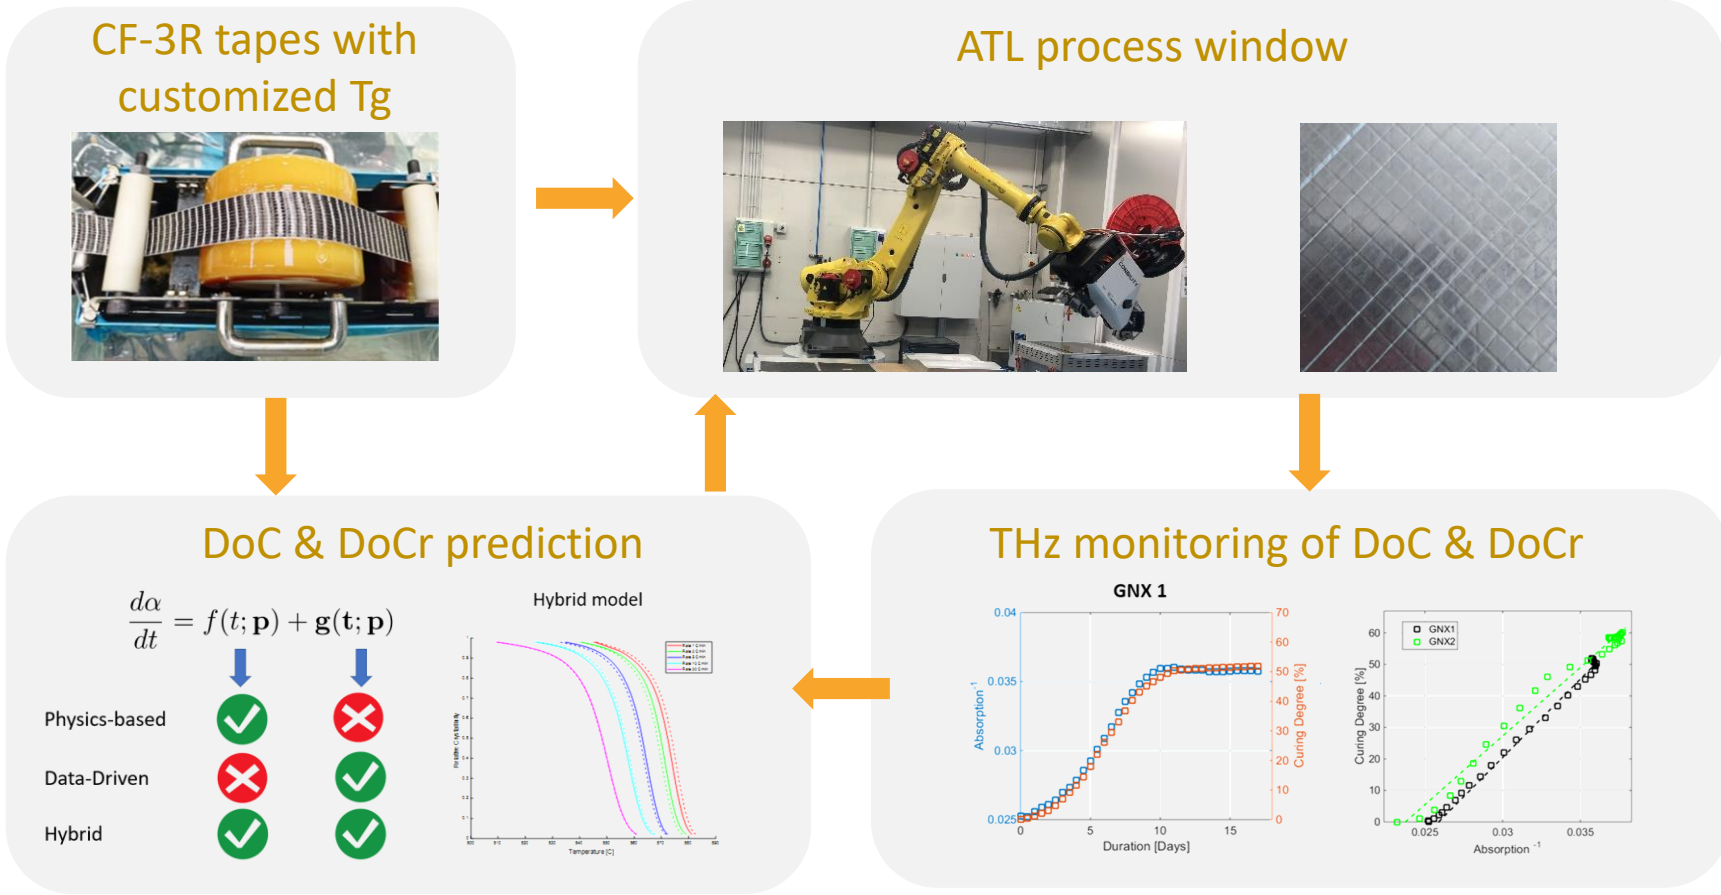 CF-3R tapes with
customized Tg
ATL process window
DoC & DoCr prediction
dα/dt = f(t; p) + g(t; p)
Physics-based
Data-Driven
Hybrid
Hybrid model
Relative Crystallinity
Temperature [C]
THz monitoring of DoC & DoCr
GNX 1
0.04
0.035
0.03
0.025
Absorption⁻¹
70
60
50
40
30
20
10
0
Curing Degree [%]
0 5 10 15
Duration [Days]
GNX1
GNX2
60
50
40
30
20
10
0
Curing Degree [%]
0.025 0.03 0.035
Absorption ⁻¹